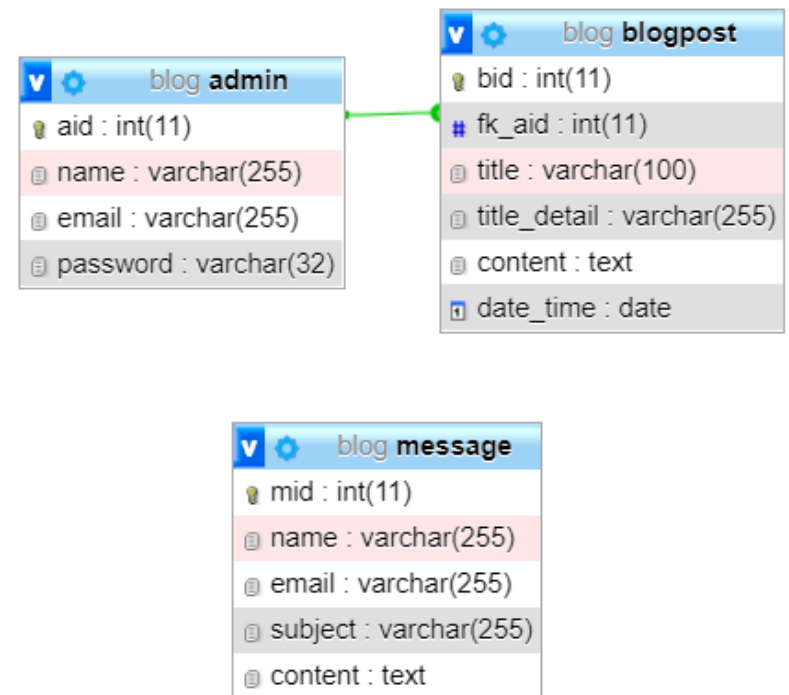 v blog admin
aid : int(11)
name : varchar(255)
email : varchar(255)
password : varchar(32)
v blog blogpost
bid : int(11)
# fk_aid : int(11)
title : varchar(100)
title_detail : varchar(255)
content : text
date_time : date
v blog message
mid : int(11)
name : varchar(255)
email : varchar(255)
subject : varchar(255)
content : text